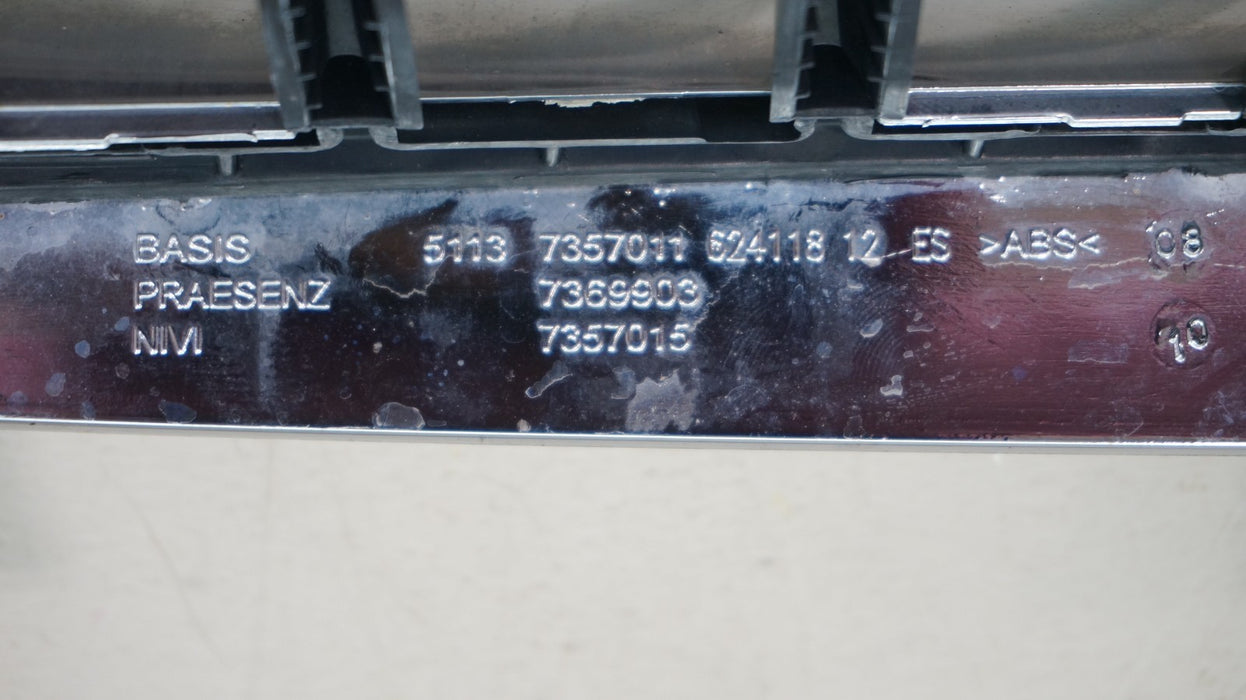 BASIS 5113 7357011 624118 12 ES >ABS< 08
PRAESENZ 7369903
NIVI 7357015 10